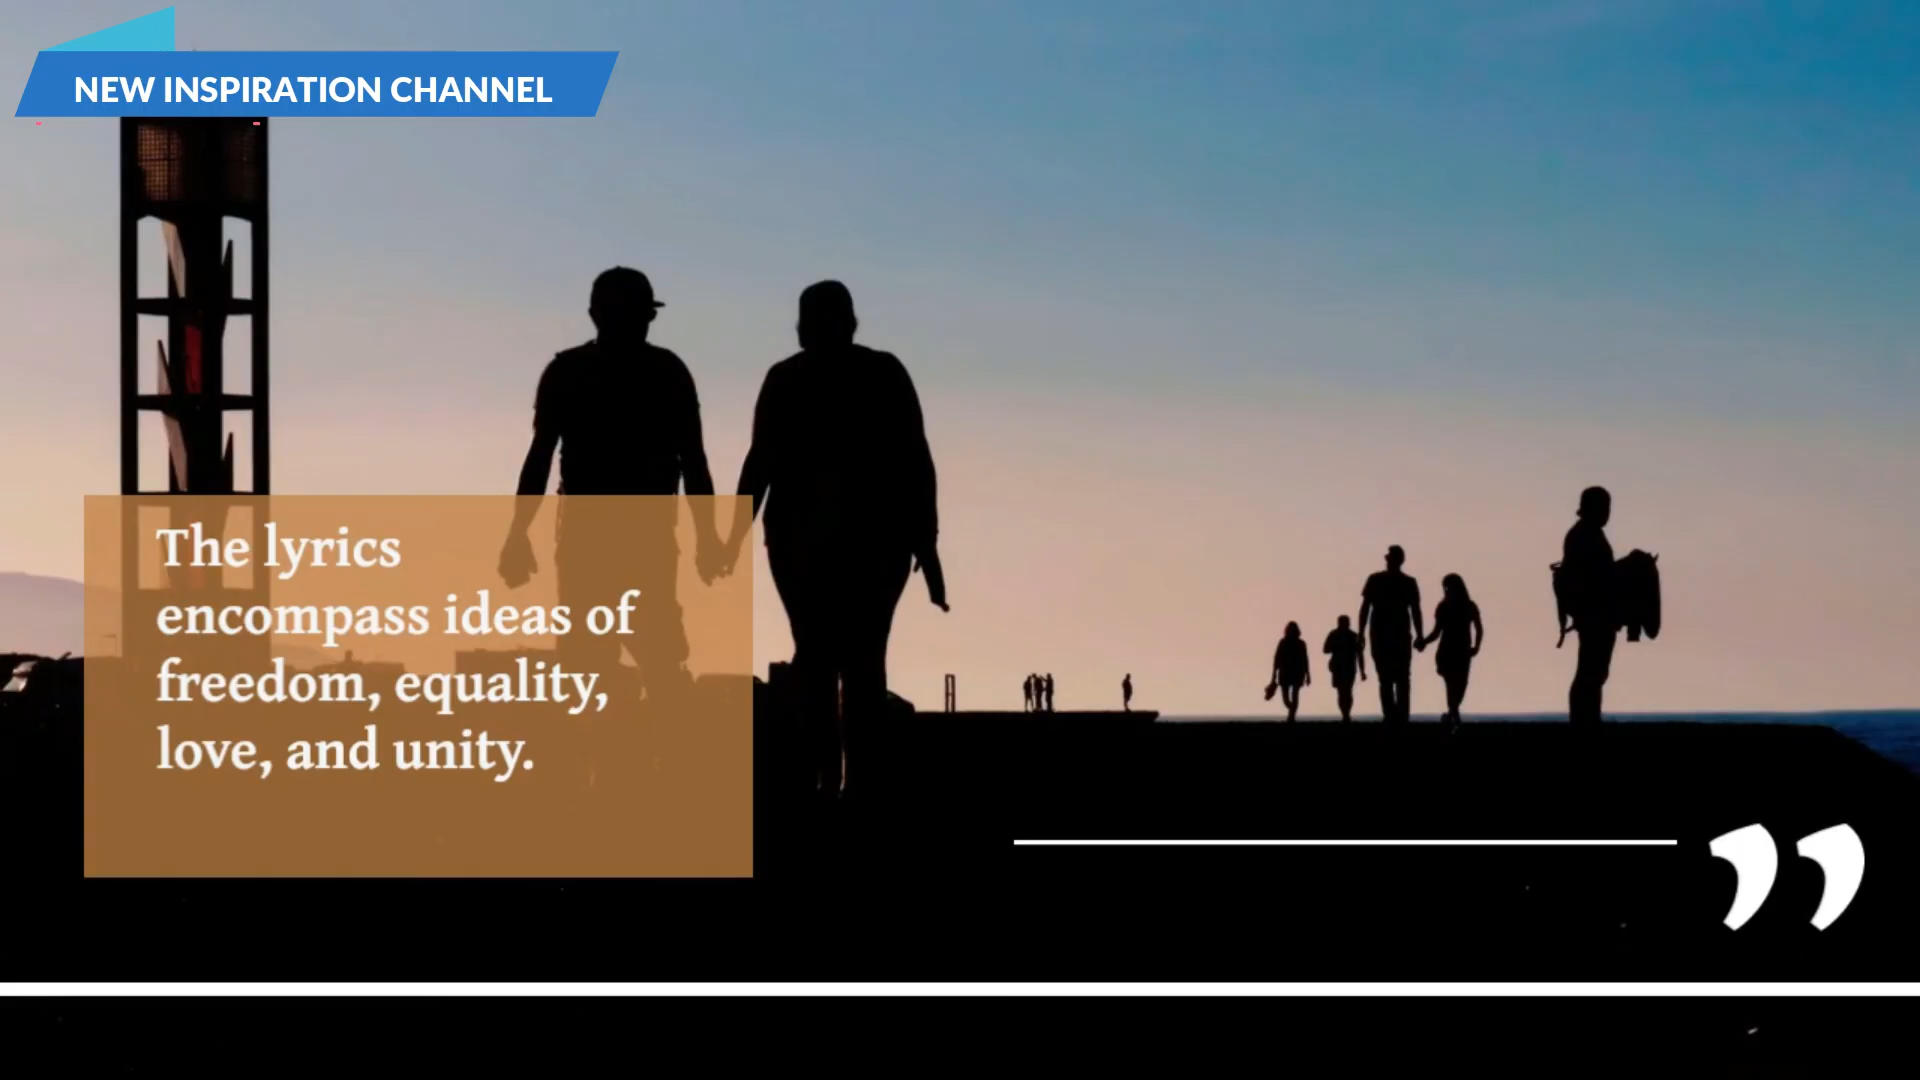 NEW INSPIRATION CHANNEL
The lyrics
encompass ideas of
freedom, equality,
love, and unity.
”